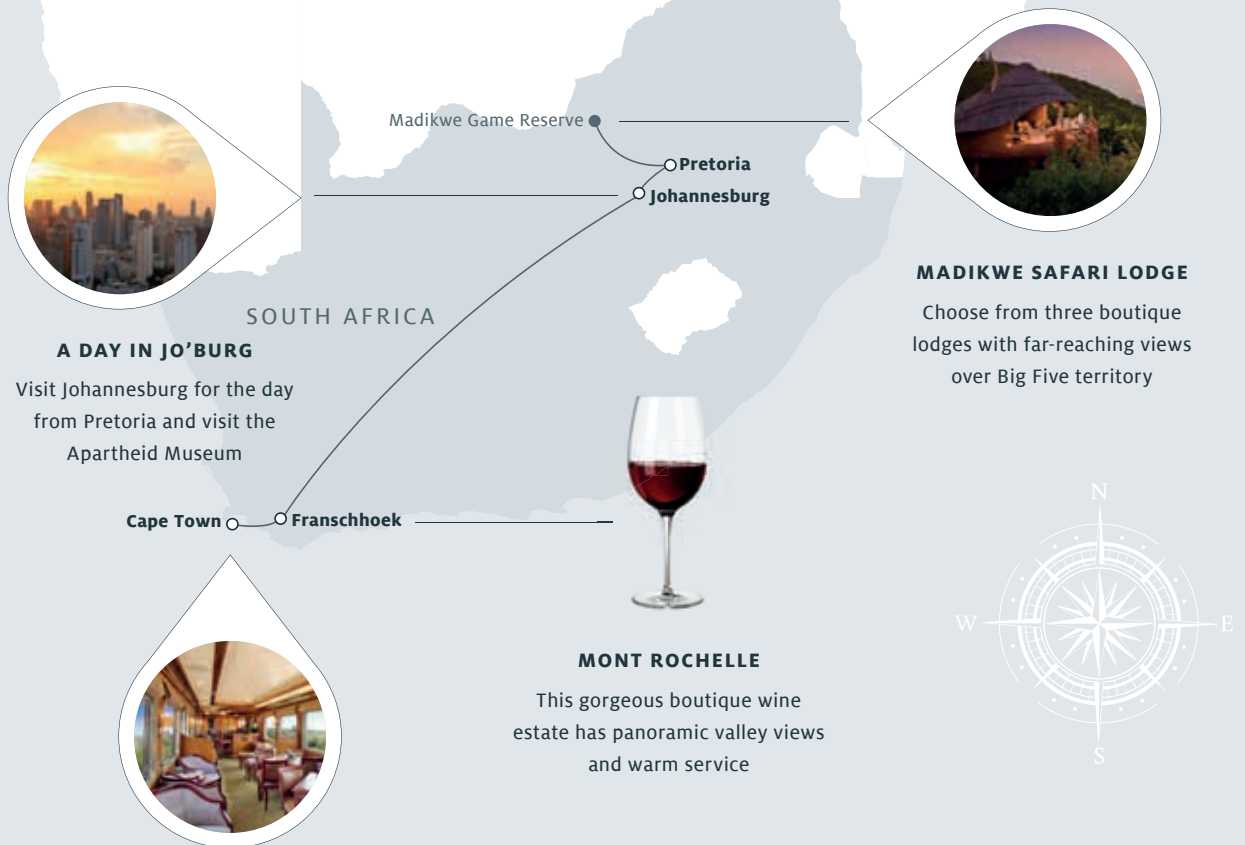 Madikwe Game Reserve
Pretoria
Johannesburg
MADIKWE SAFARI LODGE
Choose from three boutique
lodges with far-reaching views
over Big Five territory
SOUTH AFRICA
A DAY IN JO’BURG
Visit Johannesburg for the day
from Pretoria and visit the
Apartheid Museum
Cape Town
Franschhoek
MONT ROCHELLE
This gorgeous boutique wine
estate has panoramic valley views
and warm service
N
W
E
S